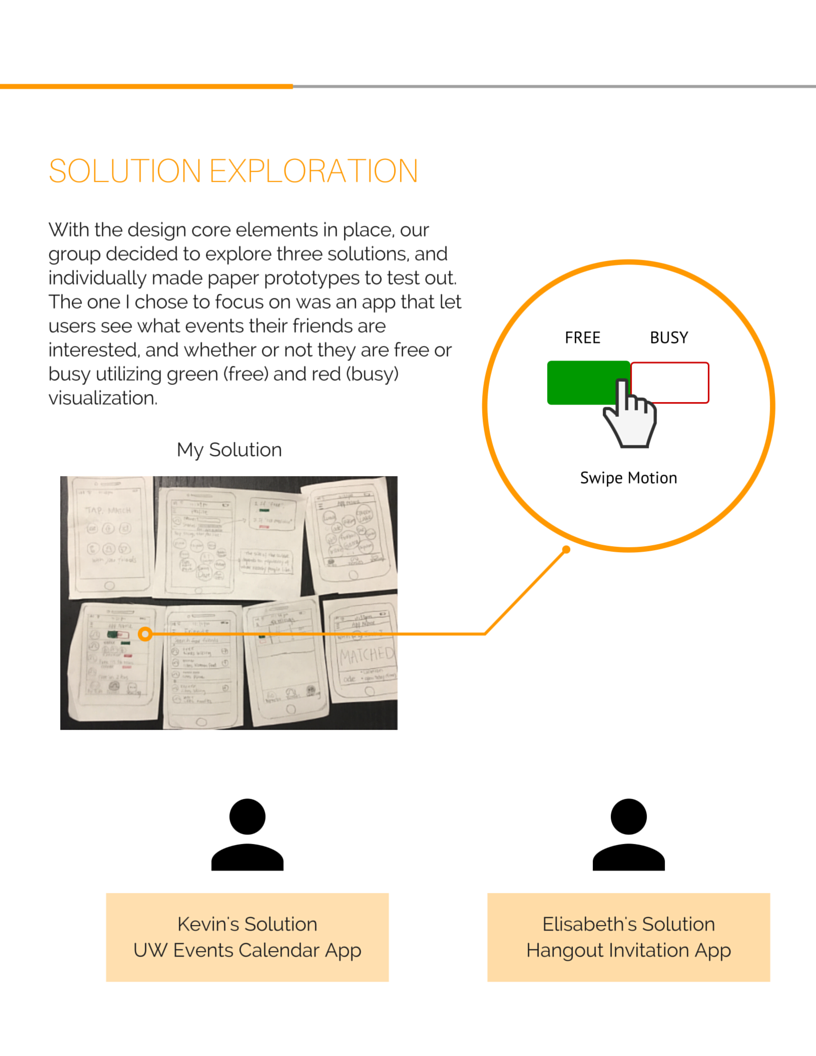 SOLUTION EXPLORATION
With the design core elements in place, our
group decided to explore three solutions, and
individually made paper prototypes to test out.
The one I chose to focus on was an app that let
users see what events their friends are
interested, and whether or not they are free or
busy utilizing green (free) and red (busy)
visualization.
FREE BUSY
Swipe Motion
My Solution
MATCHED
Kevin's Solution
UW Events Calendar App
Elisabeth's Solution
Hangout Invitation App